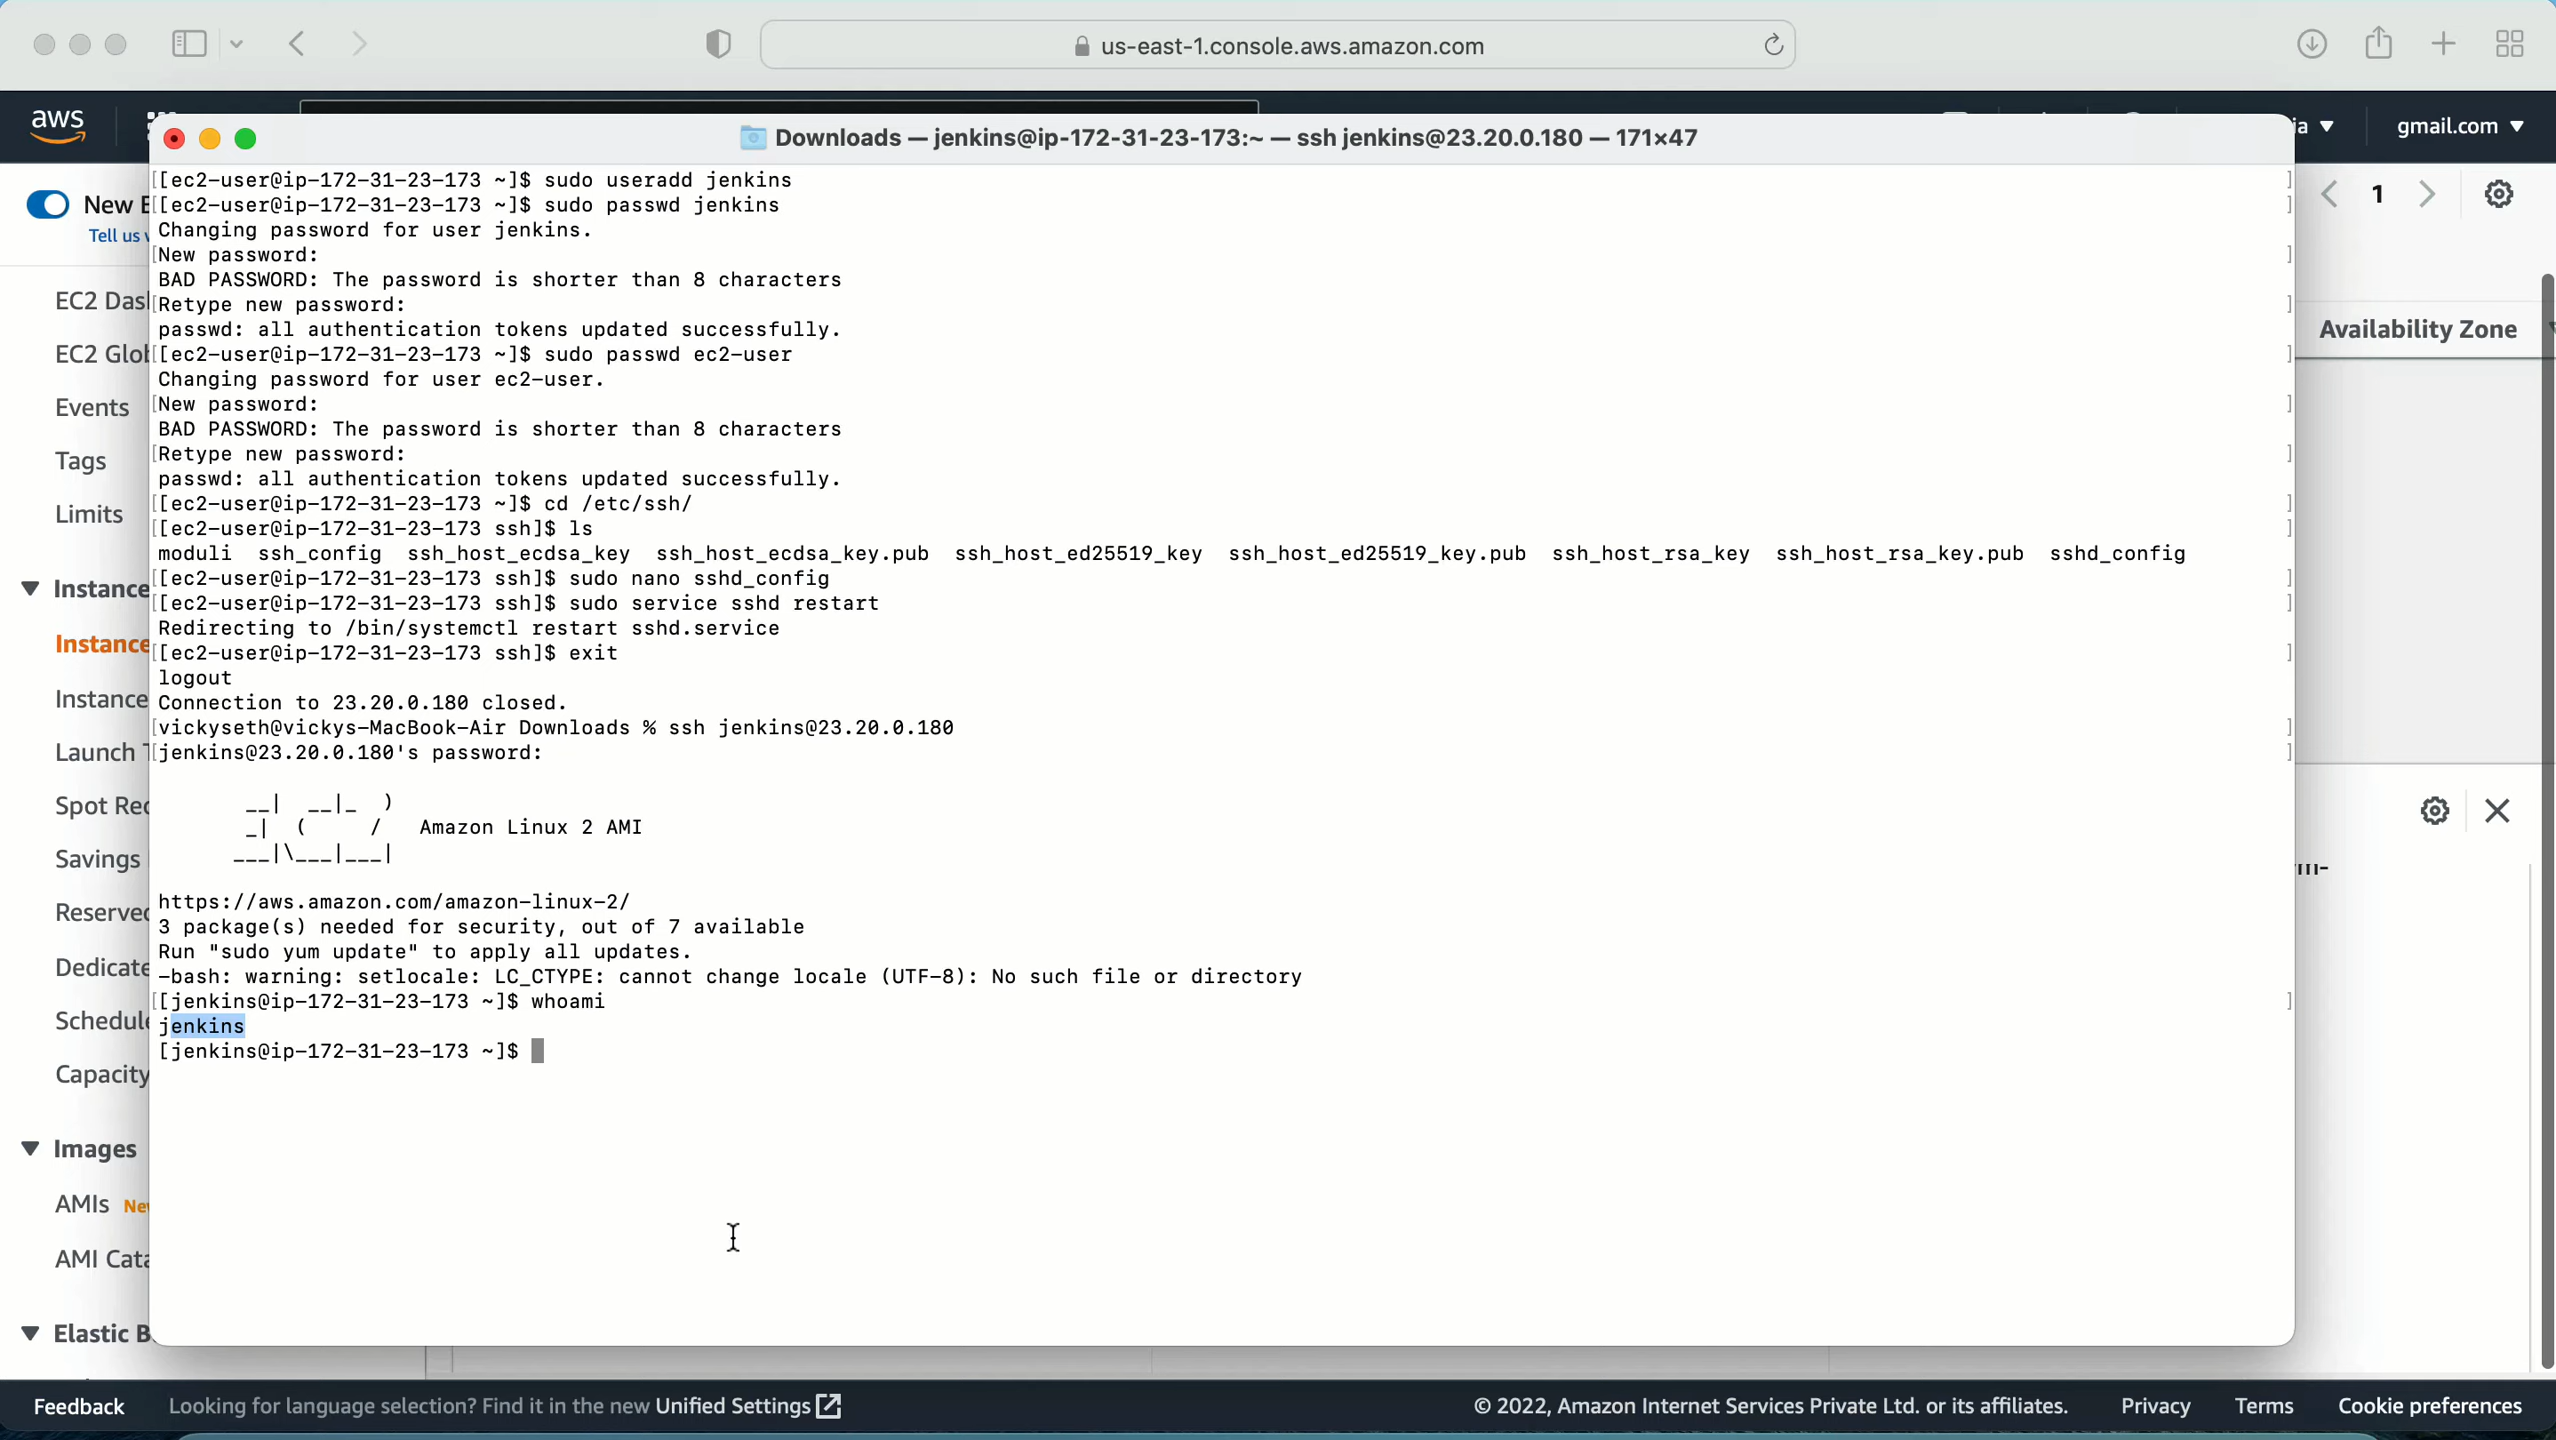 us-east-1.console.aws.amazon.com
aws
ia
gmail.com
Downloads — jenkins@ip-172-31-23-173:~ — ssh jenkins@23.20.0.180 — 171×47
New E
Tell us
1
EC2 Das
EC2 Glob
Events
Tags
Limits
Instance
Instance
Instance
Launch T
Spot Rec
Savings
Reserved
Dedicate
Schedule
Capacity
Images
AMIs New
AMI Cata
Elastic B
Availability Zone
m-
[[ec2-user@ip-172-31-23-173 ~]$ sudo useradd jenkins ]
[[ec2-user@ip-172-31-23-173 ~]$ sudo passwd jenkins ]
Changing password for user jenkins.
[New password: ]
BAD PASSWORD: The password is shorter than 8 characters
[Retype new password: ]
passwd: all authentication tokens updated successfully.
[[ec2-user@ip-172-31-23-173 ~]$ sudo passwd ec2-user ]
Changing password for user ec2-user.
[New password: ]
BAD PASSWORD: The password is shorter than 8 characters
[Retype new password: ]
passwd: all authentication tokens updated successfully.
[[ec2-user@ip-172-31-23-173 ~]$ cd /etc/ssh/ ]
[[ec2-user@ip-172-31-23-173 ssh]$ ls ]
moduli ssh_config ssh_host_ecdsa_key ssh_host_ecdsa_key.pub ssh_host_ed25519_key ssh_host_ed25519_key.pub ssh_host_rsa_key ssh_host_rsa_key.pub sshd_config
[[ec2-user@ip-172-31-23-173 ssh]$ sudo nano sshd_config ]
[[ec2-user@ip-172-31-23-173 ssh]$ sudo service sshd restart ]
Redirecting to /bin/systemctl restart sshd.service
[[ec2-user@ip-172-31-23-173 ssh]$ exit ]
logout
Connection to 23.20.0.180 closed.
[vickyseth@vickys-MacBook-Air Downloads % ssh jenkins@23.20.0.180 ]
[jenkins@23.20.0.180's password: ]
__|  __|_  )
_|  (     /   Amazon Linux 2 AMI
___|\___|___|
https://aws.amazon.com/amazon-linux-2/
3 package(s) needed for security, out of 7 available
Run "sudo yum update" to apply all updates.
-bash: warning: setlocale: LC_CTYPE: cannot change locale (UTF-8): No such file or directory
[[jenkins@ip-172-31-23-173 ~]$ whoami ]
jenkins
[jenkins@ip-172-31-23-173 ~]$
Feedback
Looking for language selection? Find it in the new Unified Settings
© 2022, Amazon Internet Services Private Ltd. or its affiliates.
Privacy
Terms
Cookie preferences